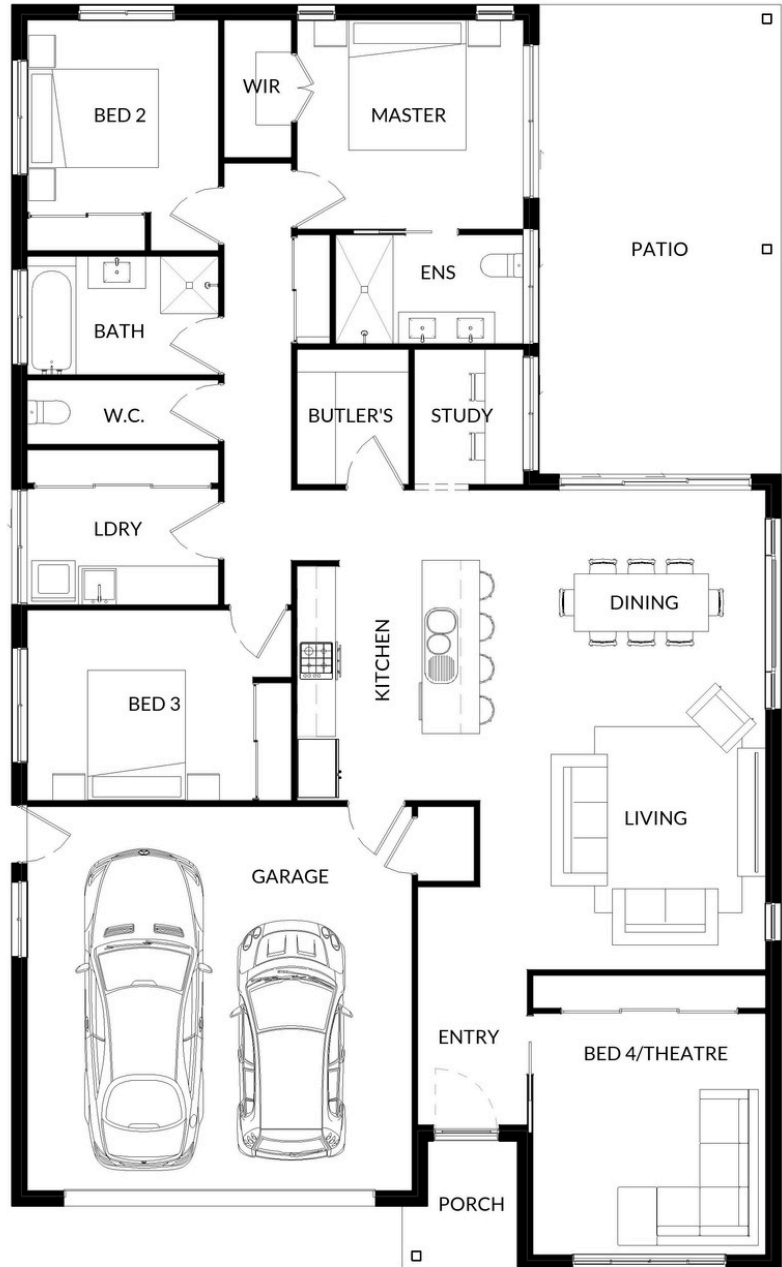 WIR
BED 2
MASTER
PATIO
ENS
BATH
W.C.
BUTLER'S
STUDY
LDRY
DINING
KITCHEN
BED 3
LIVING
GARAGE
ENTRY
BED 4/THEATRE
PORCH